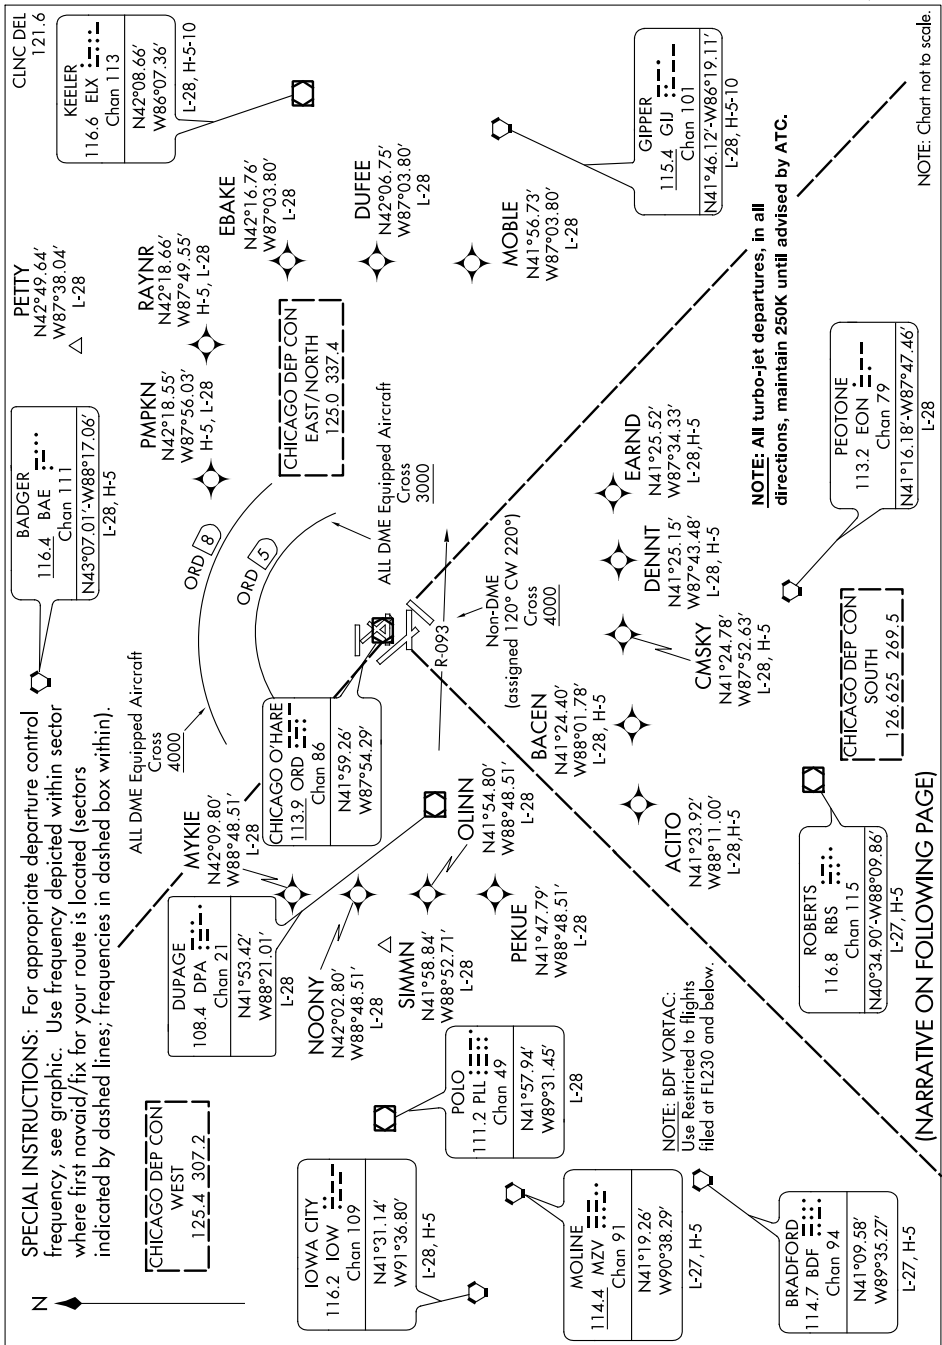 SPECIAL INSTRUCTIONS: For appropriate departure control
frequency, see graphic. Use frequency depicted within sector
where first navaid/fix for your route is located (sectors
indicated by dashed lines; frequencies in dashed box within).
N
CHICAGO DEP CON
WEST
125.4 307.2
BADGER
116.4 BAE
Chan 111
N43°07.01'-W88°17.06'
L-28, H-5
PETTY
N42°49.64'
W87°38.04'
L-28
CLNC DEL
121.6
KEELER
116.6 ELX
Chan 113
N42°08.66'
W86°07.36'
L-28, H-5-10
ALL DME Equipped Aircraft
Cross
4000
ORD 8
ORD 5
PMPKN
N42°18.55'
W87°56.03'
H-5, L-28
RAYNR
N42°18.66'
W87°49.55'
H-5, L-28
EBAKE
N42°16.76'
W87°03.80'
L-28
MYKIE
N42°09.80'
W88°48.51'
L-28
DUPAGE
108.4 DPA
Chan 21
N41°53.42'
W88°21.01'
L-28
CHICAGO O'HARE
113.9 ORD
Chan 86
N41°59.26'
W87°54.29'
CHICAGO DEP CON
EAST/NORTH
125.0 337.4
ALL DME Equipped Aircraft
Cross
3000
DUFEE
N42°06.75'
W87°03.80'
L-28
NOONY
N42°02.80'
W88°48.51'
L-28
SIMMN
N41°58.84'
W88°52.71'
L-28
OLINN
N41°54.80'
W88°48.51'
L-28
R-093
Non-DME
(assigned 120° CW 220°)
Cross
4000
MOBLE
N41°56.73'
W87°03.80'
L-28
IOWA CITY
116.2 IOW
Chan 109
N41°31.14'
W91°36.80'
L-28, H-5
POLO
111.2 PLL
Chan 49
N41°57.94'
W89°31.45'
L-28
PEKUE
N41°47.79'
W88°48.51'
L-28
BACEN
N41°24.40'
W88°01.78'
L-28, H-5
GIPPER
115.4 GIJ
Chan 101
N41°46.12'-W86°19.11'
L-28, H-5-10
ACITO
N41°23.92'
W88°11.00'
L-28,H-5
CMSKY
N41°24.78'
W87°52.63'
L-28, H-5
DENNT
N41°25.15'
W87°43.48'
L-28, H-5
EARND
N41°25.52'
W87°34.33'
L-28,H-5
MOLINE
114.4 MZV
Chan 91
N41°19.26'
W90°38.29'
L-27, H-5
NOTE: BDF VORTAC:
Use Restricted to flights
filed at FL230 and below.
NOTE: All turbo-jet departures, in all
directions, maintain 250K until advised by ATC.
BRADFORD
114.7 BDF
Chan 94
N41°09.58'
W89°35.27'
L-27, H-5
ROBERTS
116.8 RBS
Chan 115
N40°34.90'-W88°09.86'
L-27, H-5
CHICAGO DEP CON
SOUTH
126.625 269.5
PEOTONE
113.2 EON
Chan 79
N41°16.18'-W87°47.46'
L-28
(NARRATIVE ON FOLLOWING PAGE)
NOTE: Chart not to scale.